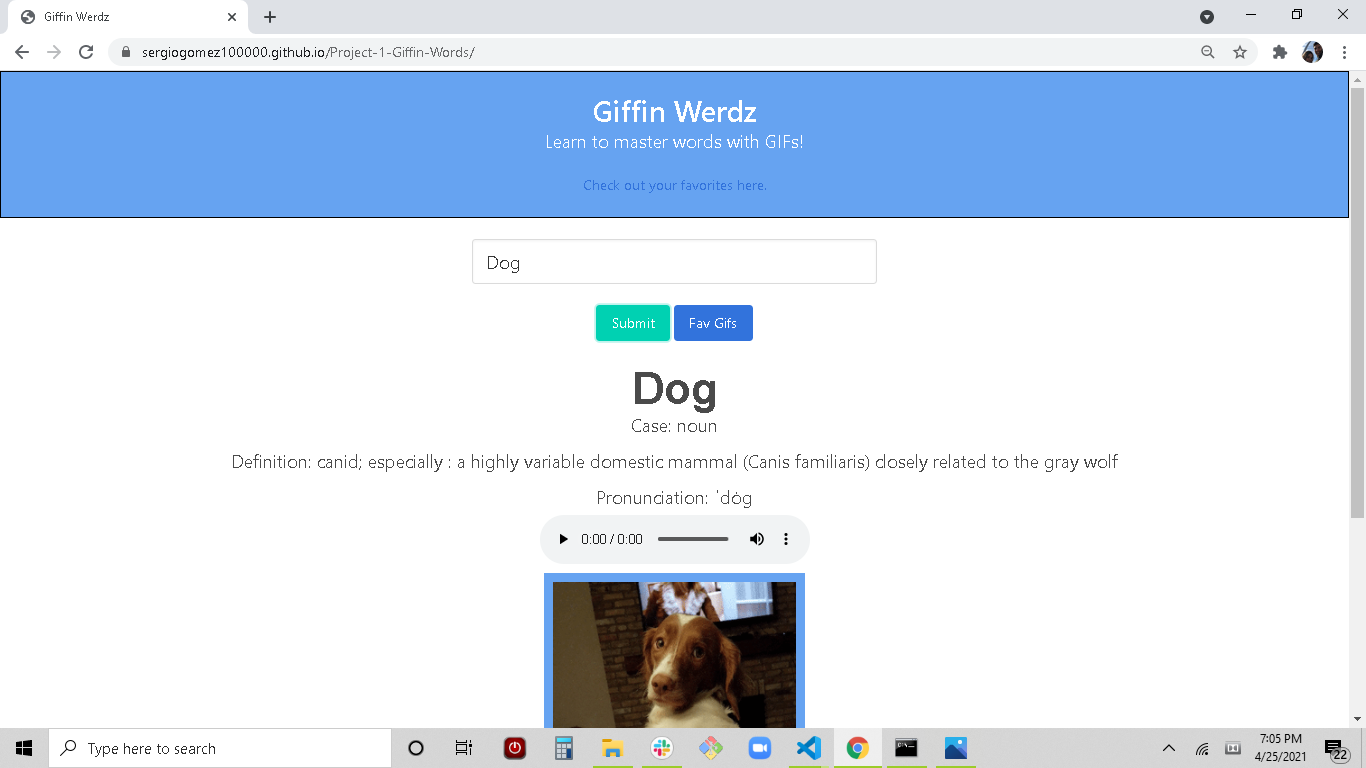 Giffin Werdz
sergiogomez100000.github.io/Project-1-Giffin-Words/
Giffin Werdz
Learn to master words with GIFs!
Check out your favorites here.
Dog
Submit
Fav Gifs
Dog
Case: noun
Definition: canid; especially : a highly variable domestic mammal (Canis familiaris) closely related to the gray wolf
Pronunciation: ˈdȯg
0:00 / 0:00
Type here to search
7:05 PM
4/25/2021
22